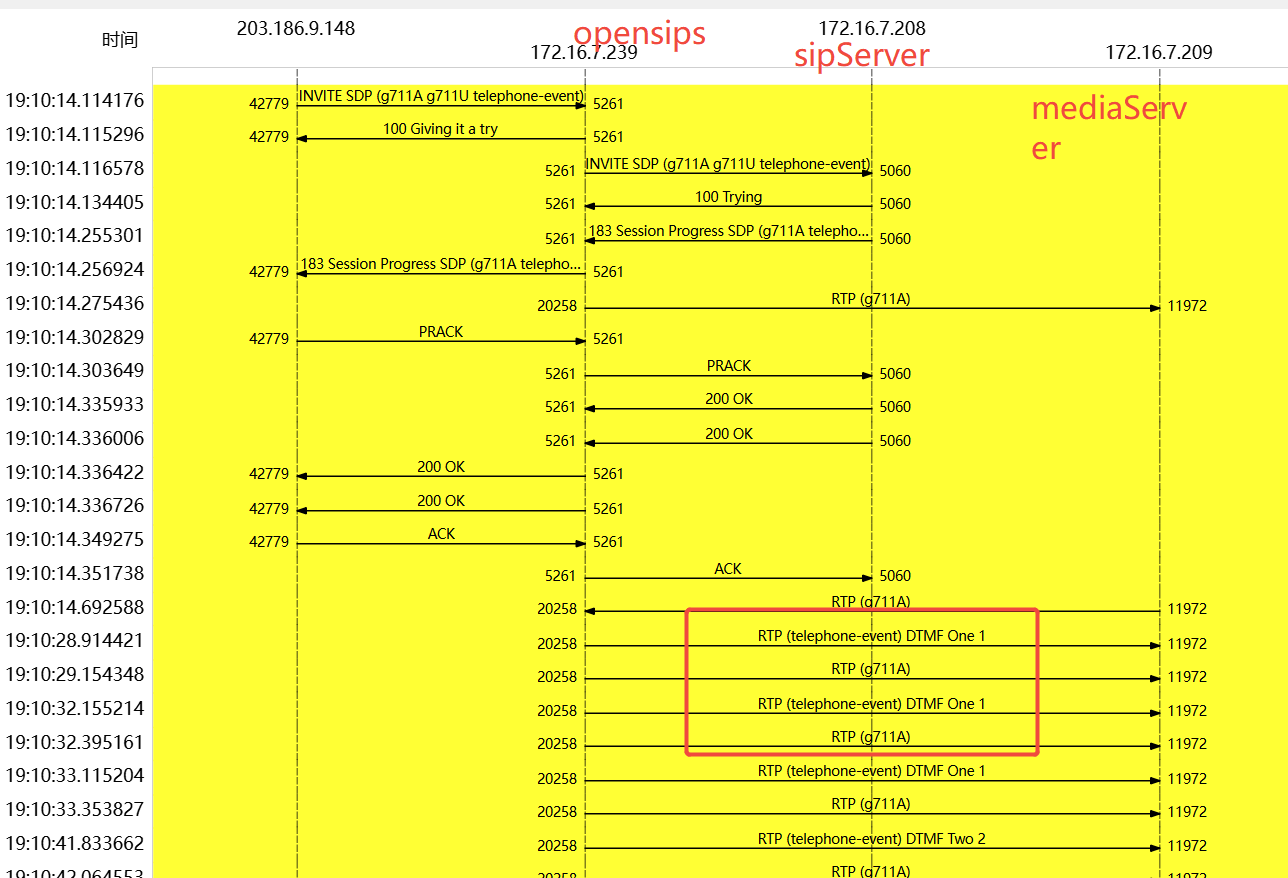 203.186.9.148
opensips
172.16.7.208
时间
172.16.7.239
sipServer
172.16.7.209
mediaServ
er
19:10:14.114176 42779 INVITE SDP (g711A g711U telephone-event) 5261
19:10:14.115296 42779 100 Giving it a try 5261
19:10:14.116578 5261 INVITE SDP (g711A g711U telephone-event) 5060
19:10:14.134405 5261 100 Trying 5060
19:10:14.255301 5261 183 Session Progress SDP (g711A telepho... 5060
19:10:14.256924 42779 183 Session Progress SDP (g711A telepho... 5261
19:10:14.275436 20258 RTP (g711A) 11972
19:10:14.302829 42779 PRACK 5261
19:10:14.303649 5261 PRACK 5060
19:10:14.335933 5261 200 OK 5060
19:10:14.336006 5261 200 OK 5060
19:10:14.336422 42779 200 OK 5261
19:10:14.336726 42779 200 OK 5261
19:10:14.349275 42779 ACK 5261
19:10:14.351738 5261 ACK 5060
19:10:14.692588 20258 RTP (g711A) 11972
19:10:28.914421 20258 RTP (telephone-event) DTMF One 1 11972
19:10:29.154348 20258 RTP (g711A) 11972
19:10:32.155214 20258 RTP (telephone-event) DTMF One 1 11972
19:10:32.395161 20258 RTP (g711A) 11972
19:10:33.115204 20258 RTP (telephone-event) DTMF One 1 11972
19:10:33.353827 20258 RTP (g711A) 11972
19:10:41.833662 20258 RTP (telephone-event) DTMF Two 2 11972
19:10:42.064553 20258 RTP (g711A) 11972